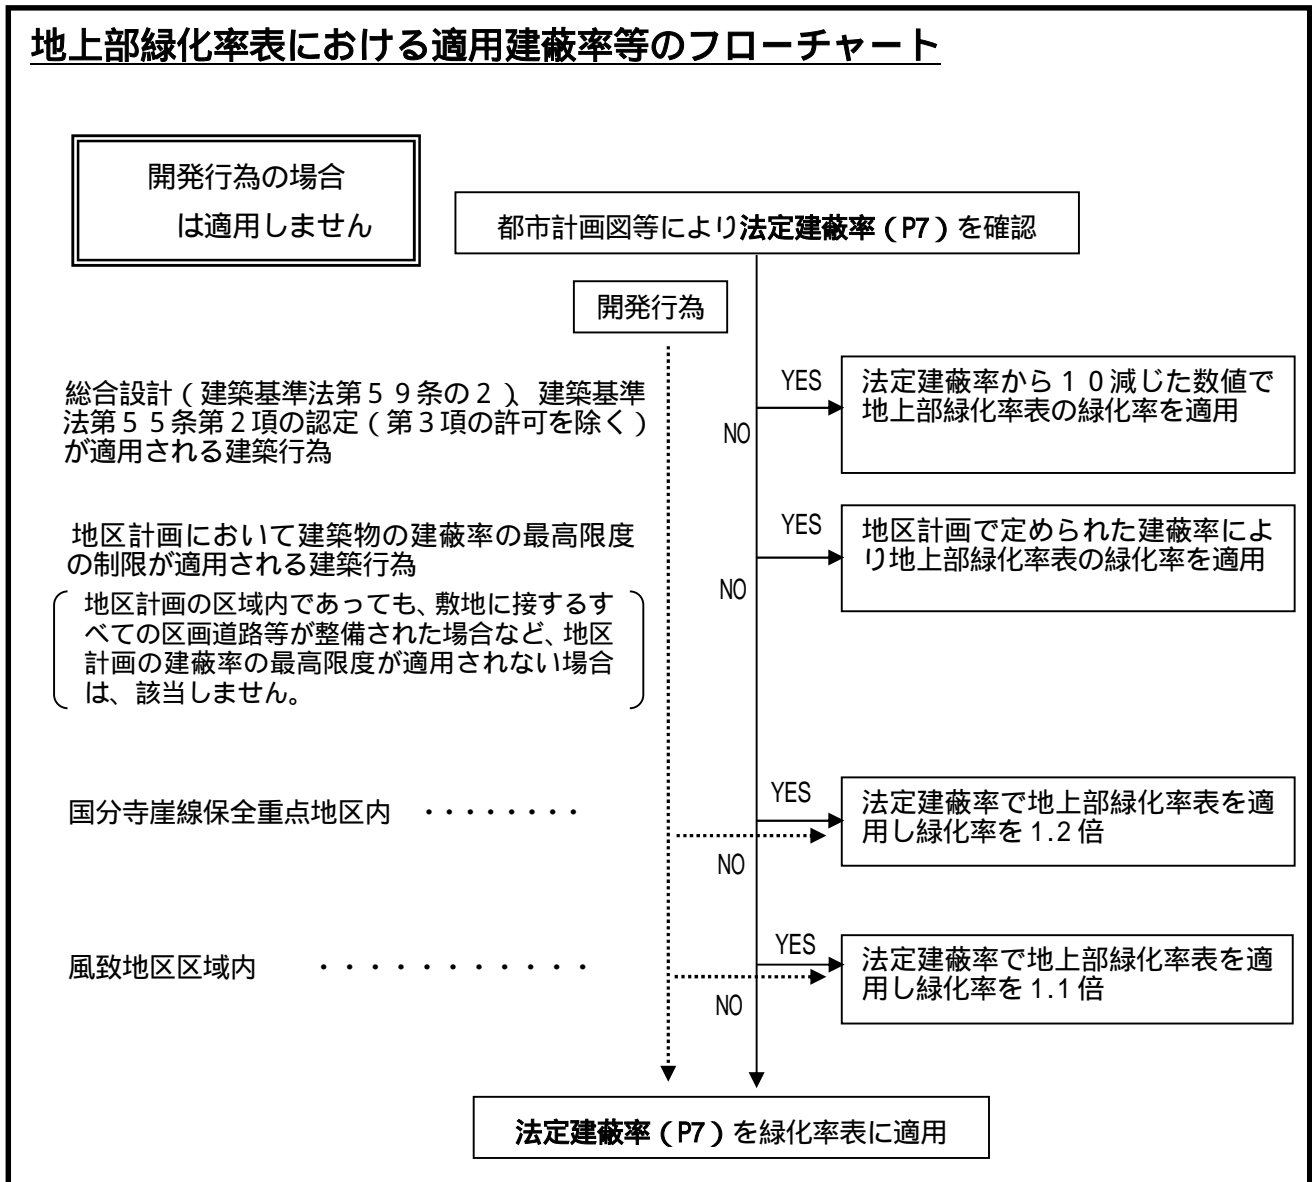 地上部緑化率表における適用建蔽率等のフローチャート
開発行為の場合
は適用しません
都市計画図等により法定建蔽率（P7）を確認
開発行為
総合設計（建築基準法第５９条の２）、建築基準
法第５５条第２項の認定（第３項の許可を除く）
が適用される建築行為
YES
NO
法定建蔽率から１０減じた数値で
地上部緑化率表の緑化率を適用
地区計画において建築物の建蔽率の最高限度
の制限が適用される建築行為
地区計画の区域内であっても、敷地に接するす
べての区画道路等が整備された場合など、地区
計画の建蔽率の最高限度が適用されない場合
は、該当しません。
YES
NO
地区計画で定められた建蔽率によ
り地上部緑化率表の緑化率を適用
国分寺崖線保全重点地区内 ・・・・・・・・
YES
NO
法定建蔽率で地上部緑化率表を適
用し緑化率を1.2倍
風致地区区域内 ・・・・・・・・・・・
YES
NO
法定建蔽率で地上部緑化率表を適
用し緑化率を1.1倍
法定建蔽率（P7）を緑化率表に適用